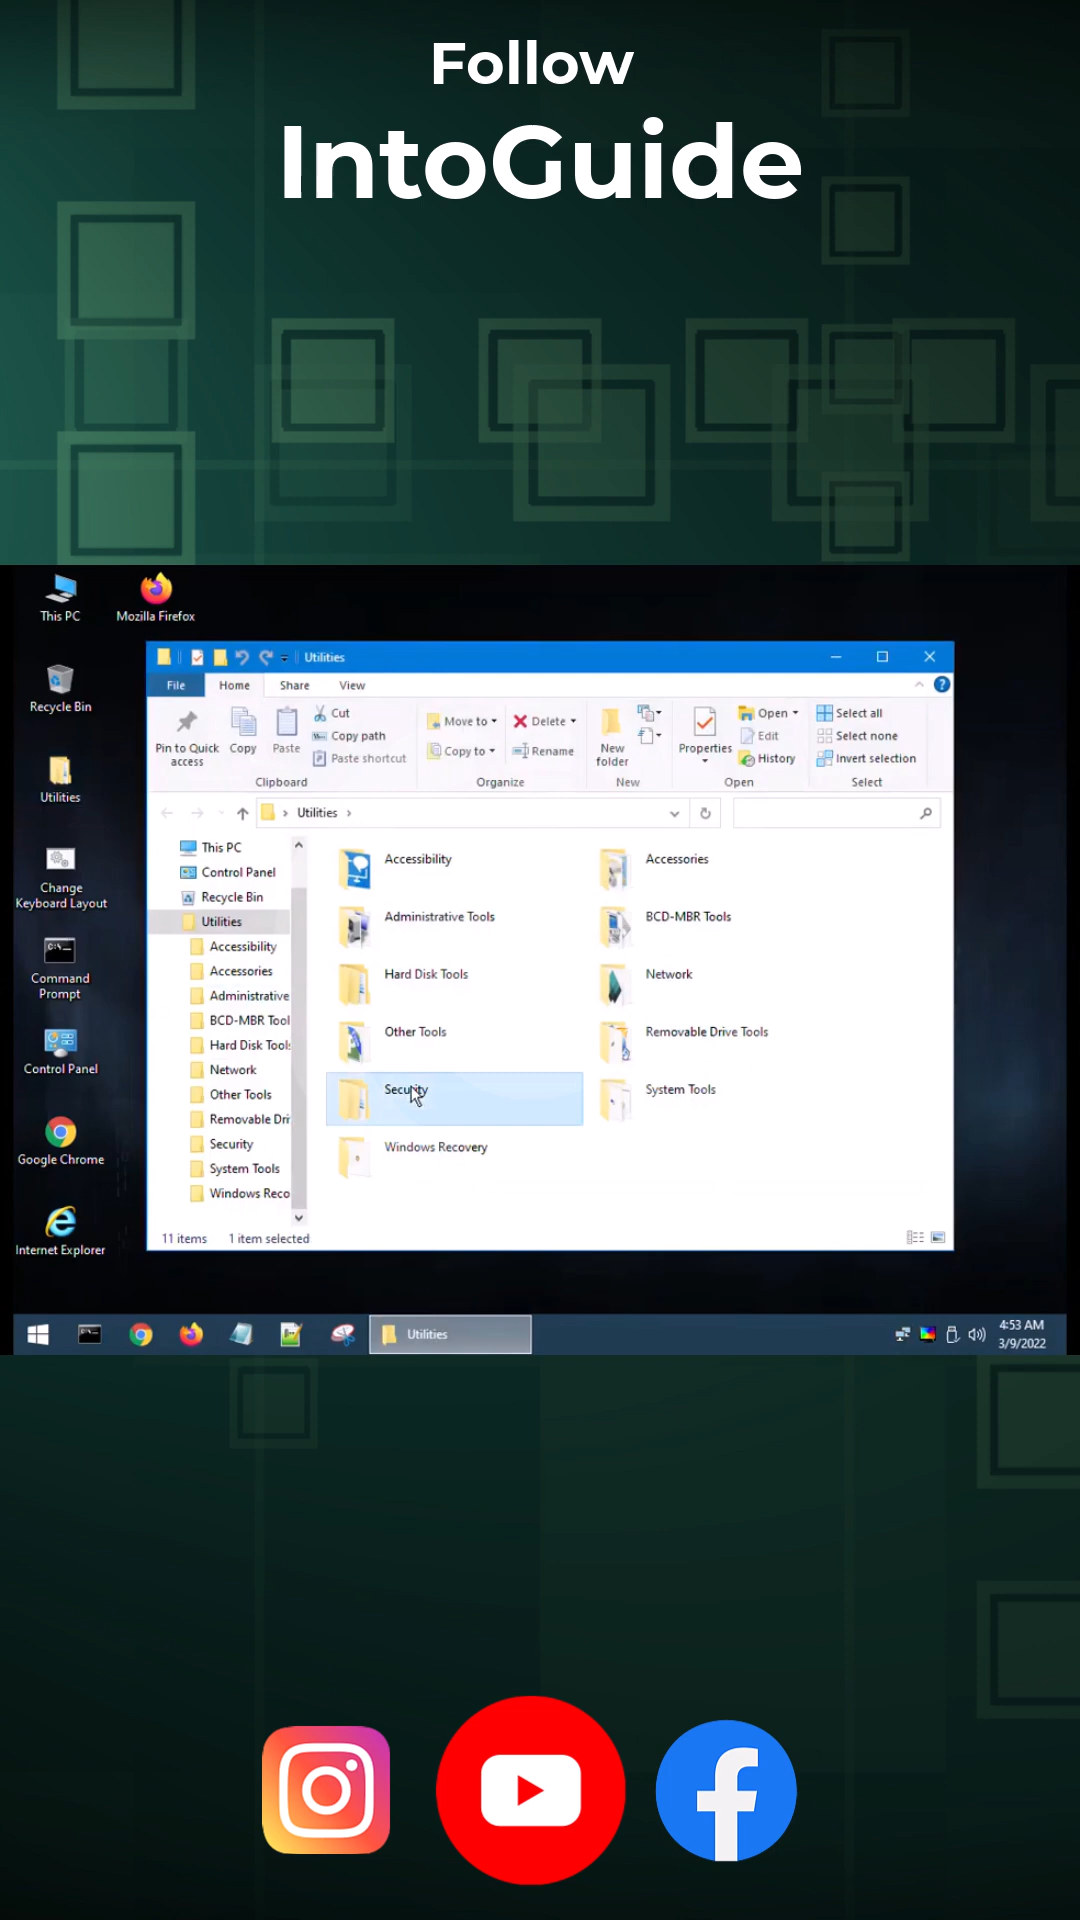 Follow
IntoGuide
This PC
Mozilla Firefox
Recycle Bin
Utilities
Change
Keyboard Layout
Command
Prompt
Control Panel
Google Chrome
Internet Explorer
Utilities
File Home Share View
Pin to Quick
access
Copy
Paste
Cut
Copy path
Paste shortcut
Clipboard
Move to
Copy to
Delete
Rename
Organize
New
folder
New
Properties
Open
Edit
History
Open
Select all
Select none
Invert selection
Select
Utilities
This PC
Control Panel
Recycle Bin
Utilities
Accessibility
Accessories
Administrative
BCD-MBR Tool
Hard Disk Tools
Network
Other Tools
Removable Dri
Security
System Tools
Windows Reco
Accessibility
Accessories
Administrative Tools
BCD-MBR Tools
Hard Disk Tools
Network
Other Tools
Removable Drive Tools
Security
System Tools
Windows Recovery
11 items 1 item selected
Utilities
4:53 AM
3/9/2022